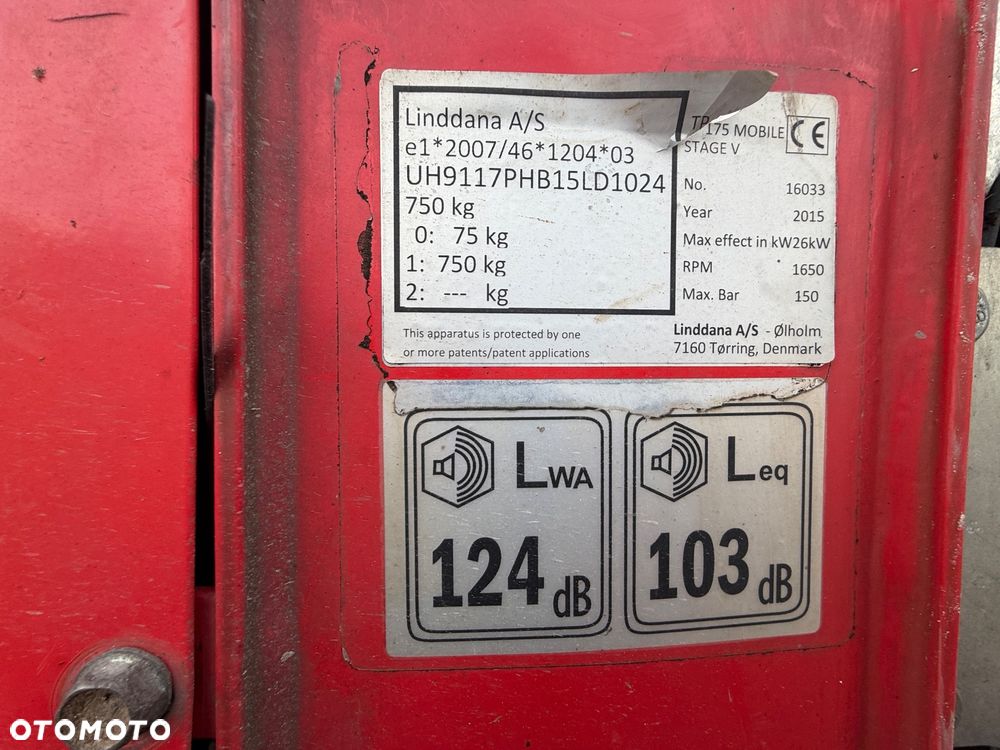 Linddana A/S
e1*2007/46*1204*03
UH9117PHB15LD1024
750 kg
0: 75 kg
1: 750 kg
2: --- kg
This apparatus is protected by one
or more patents/patent applications
TP 175 MOBILE
STAGE V
CE
No. 16033
Year 2015
Max effect in kW26kW
RPM 1650
Max. Bar 150
Linddana A/S - Ølholm
7160 Tørring, Denmark
LWA
124 dB
Leq
103 dB
OTOMOTO